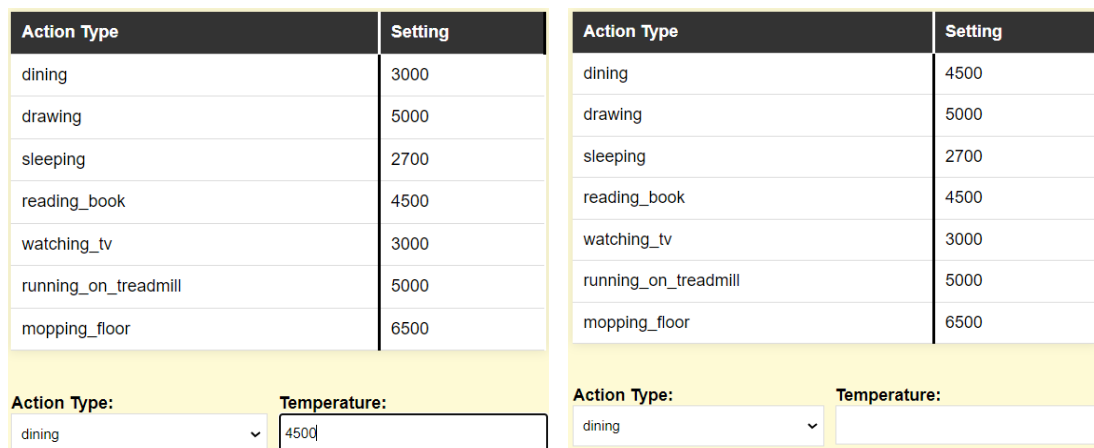 Action Type Setting
dining 3000
drawing 5000
sleeping 2700
reading_book 4500
watching_tv 3000
running_on_treadmill 5000
mopping_floor 6500
Action Type: Temperature:
dining 4500
Action Type Setting
dining 4500
drawing 5000
sleeping 2700
reading_book 4500
watching_tv 3000
running_on_treadmill 5000
mopping_floor 6500
Action Type: Temperature:
dining